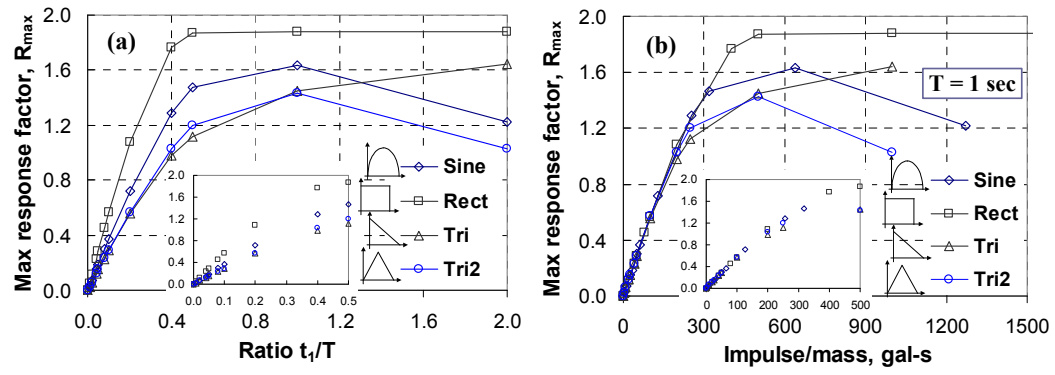 (a)
Max response factor, Rmax
2.0
1.6
1.2
0.8
0.4
0.0
0.0 0.4 0.8 1.2 1.6 2.0
Ratio t1/T
2.0
1.6
1.2
0.8
0.4
0.0
0.0 0.1 0.2 0.3 0.4 0.5
Sine
Rect
Tri
Tri2
(b)
Max response factor, Rmax
2.0
1.6
1.2
0.8
0.4
0.0
0 300 600 900 1200 1500
Impulse/mass, gal-s
T = 1 sec
2.0
1.6
1.2
0.8
0.4
0.0
0 100 200 300 400 500
Sine
Rect
Tri
Tri2